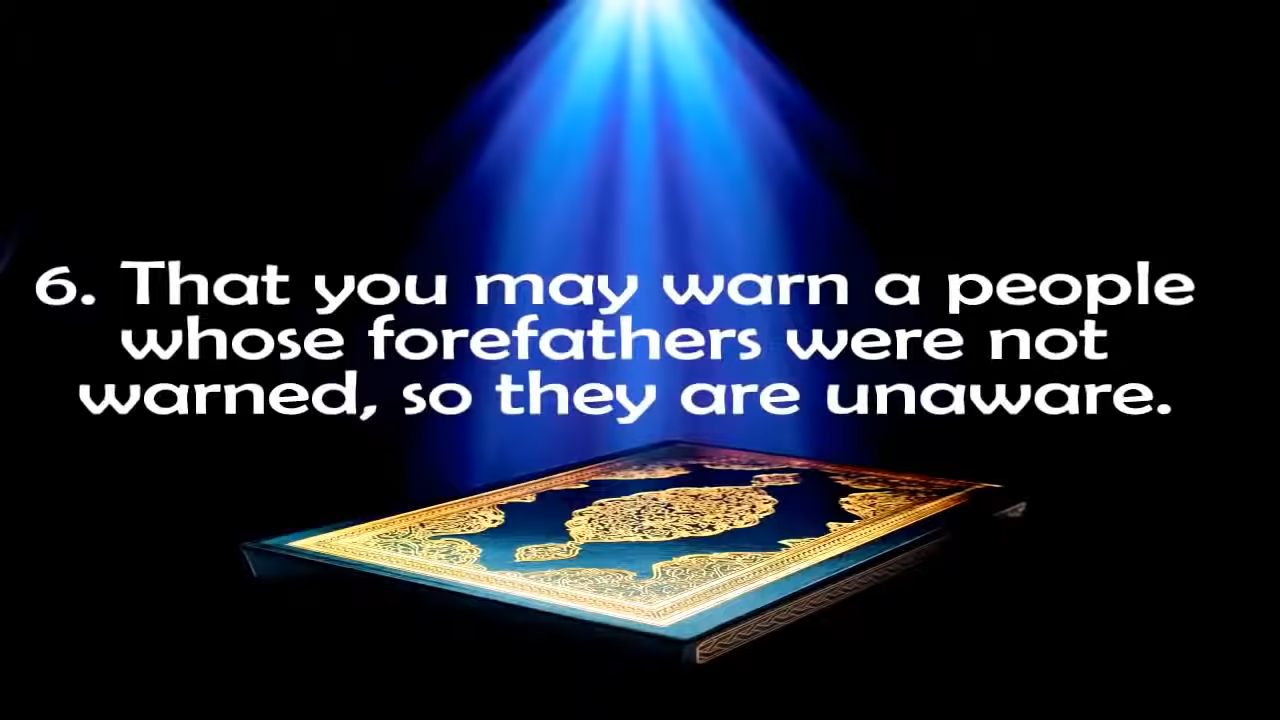 6. That you may warn a people
whose forefathers were not
warned, so they are unaware.